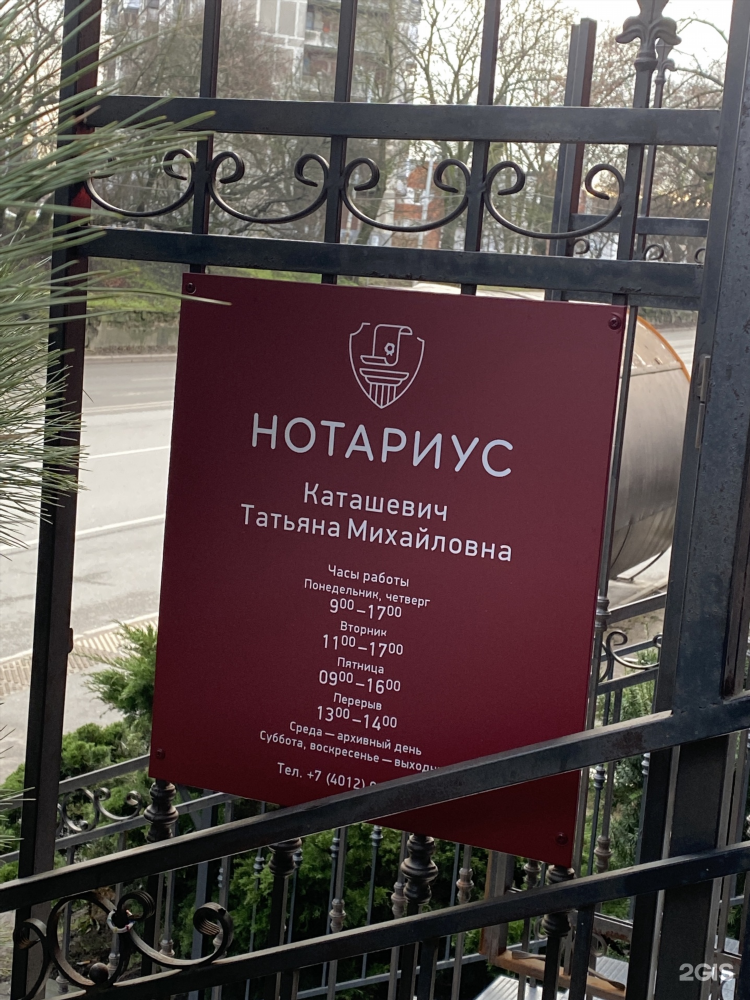 НОТАРИУС
Каташевич
Татьяна Михайловна
Часы работы
Понедельник, четверг
9⁰⁰–17⁰⁰
Вторник
11⁰⁰–17⁰⁰
Пятница
09⁰⁰–16⁰⁰
Перерыв
13⁰⁰–14⁰⁰
Среда — архивный день
Суббота, воскресенье —
Тел. +7 (4012)
2GIS